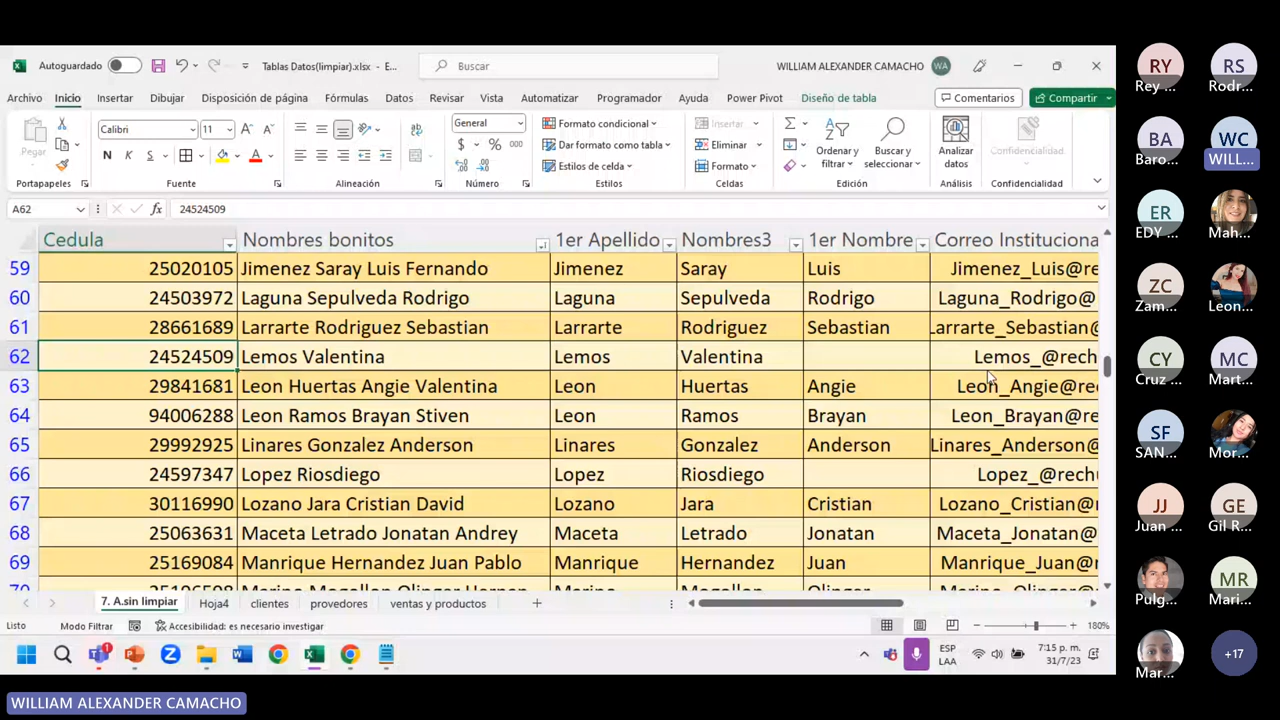 Autoguardado
Tablas Datos(limpiar).xlsx - E...
Buscar
WILLIAM ALEXANDER CAMACHO WA
Archivo Inicio Insertar Dibujar Disposición de página Fórmulas Datos Revisar Vista Automatizar Programador Ayuda Power Pivot Diseño de tabla Comentarios Compartir
Pegar
Calibri 11
N K S
General
$ % 000
Formato condicional
Dar formato como tabla
Estilos de celda
Insertar
Eliminar
Formato
Ordenar y filtrar
Buscar y seleccionar
Analizar datos
Confidencialidad
Portapapeles Fuente Alineación Número Estilos Celdas Edición Análisis Confidencialidad
A62 fx 24524509
Cedula Nombres bonitos 1er Apellido Nombres3 1er Nombre Correo Instituciona
59 25020105 Jimenez Saray Luis Fernando Jimenez Saray Luis Jimenez_Luis@re
60 24503972 Laguna Sepulveda Rodrigo Laguna Sepulveda Rodrigo Laguna_Rodrigo@
61 28661689 Larrarte Rodriguez Sebastian Larrarte Rodriguez Sebastian Larrarte_Sebastian@
62 24524509 Lemos Valentina Lemos Valentina Lemos_@rech
63 29841681 Leon Huertas Angie Valentina Leon Huertas Angie Leon_Angie@re
64 94006288 Leon Ramos Brayan Stiven Leon Ramos Brayan Leon_Brayan@re
65 29992925 Linares Gonzalez Anderson Linares Gonzalez Anderson Linares_Anderson@
66 24597347 Lopez Riosdiego Lopez Riosdiego Lopez_@rech
67 30116990 Lozano Jara Cristian David Lozano Jara Cristian Lozano_Cristian@
68 25063631 Maceta Letrado Jonatan Andrey Maceta Letrado Jonatan Maceta_Jonatan@
69 25169084 Manrique Hernandez Juan Pablo Manrique Hernandez Juan Manrique_Juan@
7. A.sin limpiar Hoja4 clientes provedores ventas y productos
Listo Modo Filtrar Accesibilidad: es necesario investigar 180%
ESP
LAA
7:15 p. m.
31/7/23
WILLIAM ALEXANDER CAMACHO
RY RS
Rey ... Rodr...
BA WC
Baro... WILL...
ER
EDY ... Mah...
ZC
Zam... Leon...
CY MC
Cruz ... Mart...
SF
SAN... Mor...
JJ GE
Juan ... Gil R...
MR
Pulg... Mari...
+17
Mar...